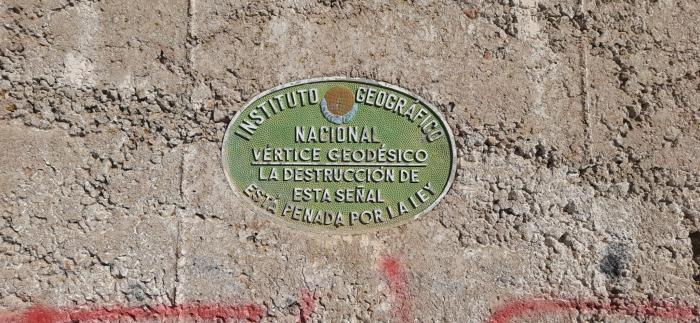 INSTITUTO GEOGRÁFICO
NACIONAL
VÉRTICE GEODÉSICO
LA DESTRUCCIÓN DE
ESTA SEÑAL
ESTÁ PENADA POR LA LEY